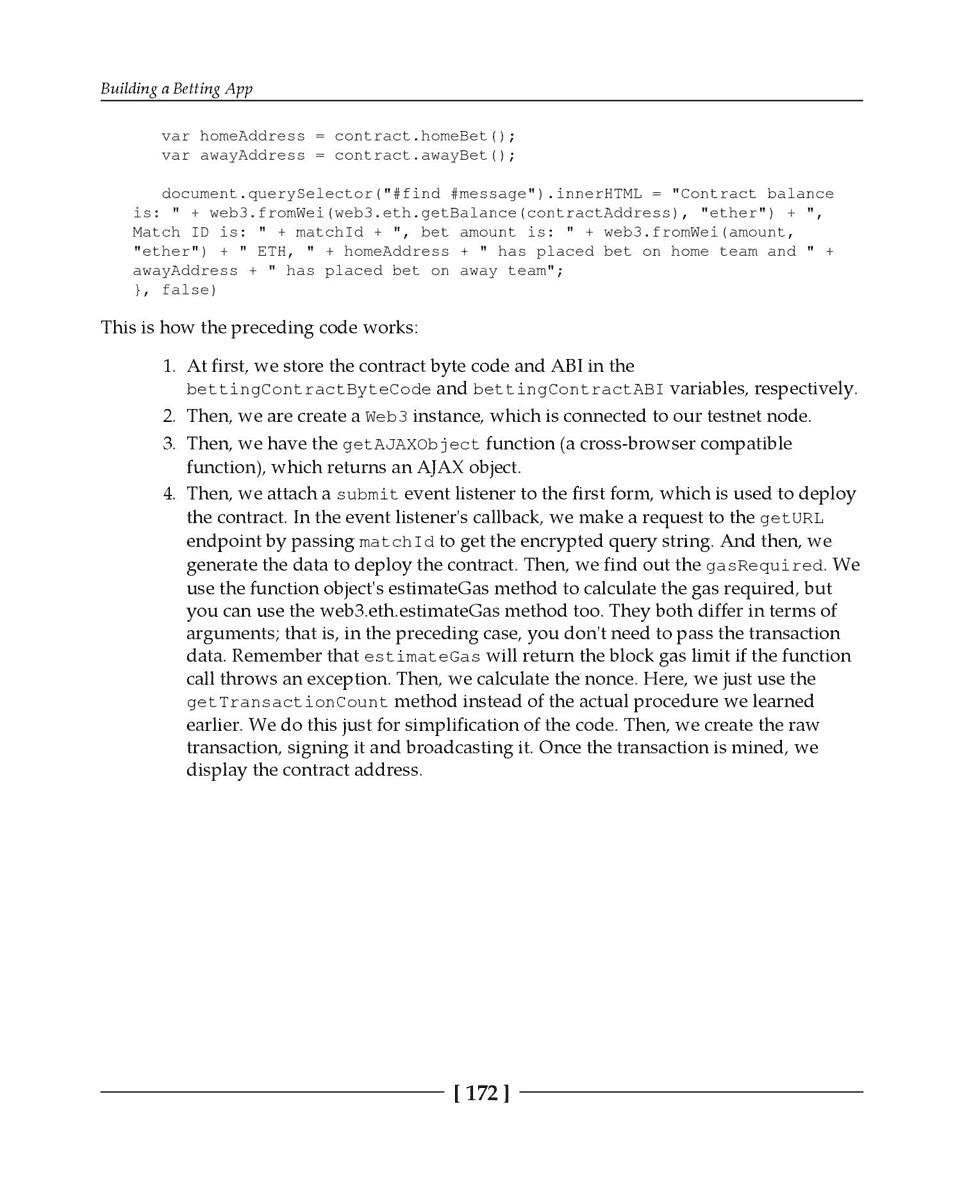 Building a Betting App
var homeAddress = contract.homeBet();
var awayAddress = contract.awayBet();
document.querySelector("#find #message").innerHTML = "Contract balance
is: " + web3.fromWei(web3.eth.getBalance(contractAddress), "ether") + ",
Match ID is: " + matchId + ", bet amount is: " + web3.fromWei(amount,
"ether") + " ETH, " + homeAddress + " has placed bet on home team and " +
awayAddress + " has placed bet on away team";
}, false)
This is how the preceding code works:
1. At first, we store the contract byte code and ABI in the
bettingContractByteCode and bettingContractABI variables, respectively.
2. Then, we are create a Web3 instance, which is connected to our testnet node.
3. Then, we have the getAJAXObject function (a cross-browser compatible
function), which returns an AJAX object.
4. Then, we attach a submit event listener to the first form, which is used to deploy
the contract. In the event listener's callback, we make a request to the getURL
endpoint by passing matchId to get the encrypted query string. And then, we
generate the data to deploy the contract. Then, we find out the gasRequired. We
use the function object's estimateGas method to calculate the gas required, but
you can use the web3.eth.estimateGas method too. They both differ in terms of
arguments; that is, in the preceding case, you don't need to pass the transaction
data. Remember that estimateGas will return the block gas limit if the function
call throws an exception. Then, we calculate the nonce. Here, we just use the
getTransactionCount method instead of the actual procedure we learned
earlier. We do this just for simplification of the code. Then, we create the raw
transaction, signing it and broadcasting it. Once the transaction is mined, we
display the contract address.
[ 172 ]